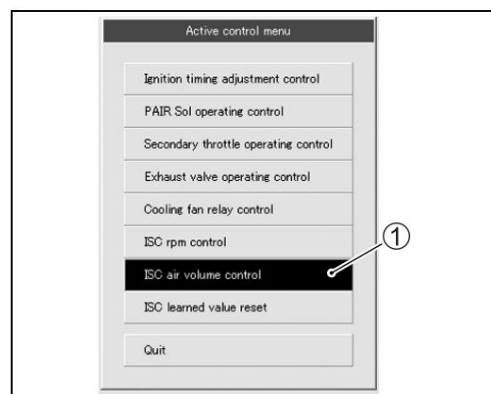 Active control menu
Ignition timing adjustment control
PAIR Sol operating control
Secondary throttle operating control
Exhaust valve operating control
Cooling fan relay control
ISC rpm control
①
ISC air volume control
ISC learned value reset
Quit